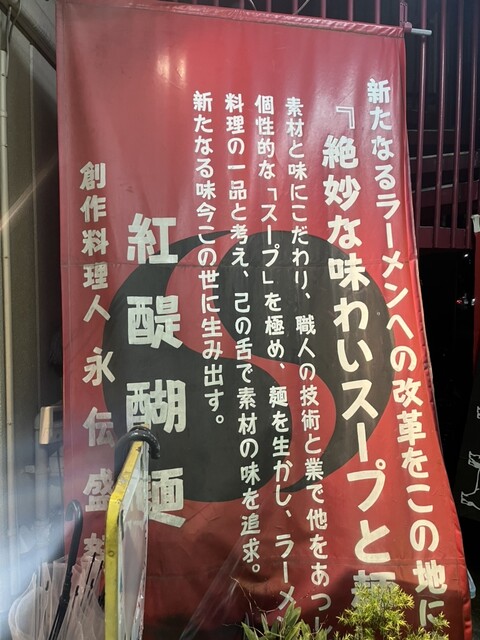 新たなるラーメンへの改革をこの地に
『絶妙な味わいスープと麺
素材と味にこだわり、職人の技術と業で他をあっ
個性的な「スープ」を極め、麺を生かし、ラーメ
料理の一品と考え、己の舌で素材の味を追求。
新たなる味今この世に生み出す。
紅醍醐麺
創作料理人 永伝盛